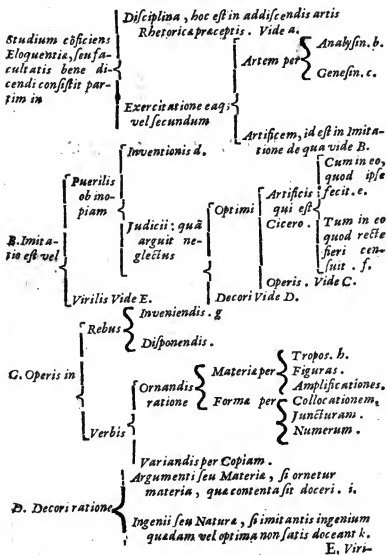 Studium cōficiens
Eloquentiæ, seu fa-
cultatis bene di-
cendi consistit par-
tim in
Disciplina, hoc est in addiscendis artis
Rhetoricæ præceptis. Vide a.
Exercitatione eaq;
vel secundum
Artem per
Analysin. b.
Genesin. c.
Artificem, id est in Imita-
tione de qua vide B.
B. Imita-
tio est vel
Puerilis
ob ino-
piam
Inventionis d.
Judicii: quā
arguit ne-
glectus
Optimi
Artificis
qui est
Cicero.
Cum in eo,
quod ipse
fecit. e.
Tum in eo
quod recte
fieri cen-
suit. f.
Operis. Vide C.
Decori Vide D.
Virilis Vide E.
C. Operis in
Rebus
Inveniendis. g
Disponendis.
Verbis
Ornandis
ratione
Materiæ per
Tropos. h.
Figuras.
Amplificationes.
Formæ per
Collocationem,
Juncturam.
Numerum.
Variandis per Copiam.
D. Decori ratione
Argumenti seu Materiæ, si ornetur
materia, quæ contenta sit doceri. i.
Ingenii seu Naturæ, si imitantis ingenium
quædam vel optima non satis doceant k.
E. Viri-